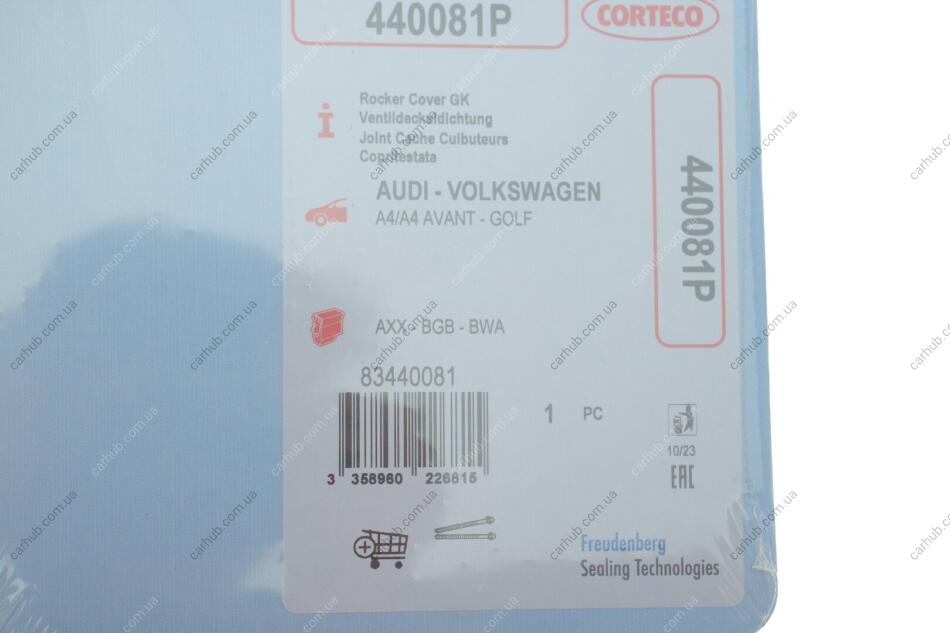 440081P
CORTECO
Rocker Cover GK
Ventildeckeldichtung
Joint Cache Culbuteurs
Copritestata
440081P
AUDI - VOLKSWAGEN
A4/A4 AVANT - GOLF
AXX - BGB - BWA
83440081
3 358960 226815
1 PC
10/23
EAC
Freudenberg
Sealing Technologies
carhub.com.ua